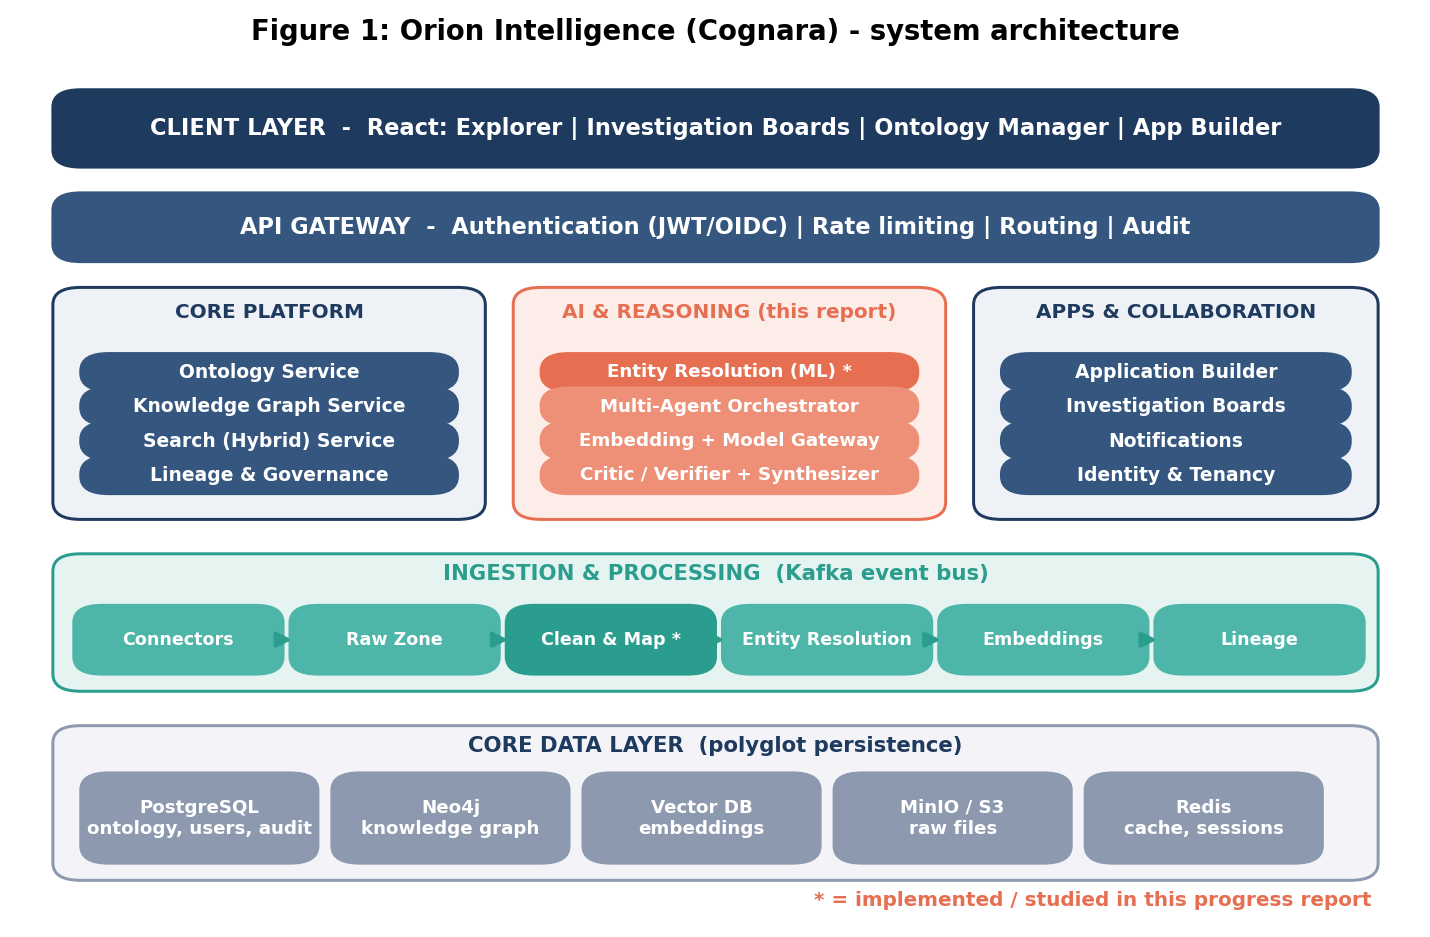 Figure 1: Orion Intelligence (Cognara) - system architecture
CLIENT LAYER - React: Explorer | Investigation Boards | Ontology Manager | App Builder
API GATEWAY - Authentication (JWT/OIDC) | Rate limiting | Routing | Audit
CORE PLATFORM
Ontology Service
Knowledge Graph Service
Search (Hybrid) Service
Lineage & Governance
AI & REASONING (this report)
Entity Resolution (ML) *
Multi-Agent Orchestrator
Embedding + Model Gateway
Critic / Verifier + Synthesizer
APPS & COLLABORATION
Application Builder
Investigation Boards
Notifications
Identity & Tenancy
INGESTION & PROCESSING (Kafka event bus)
Connectors
Raw Zone
Clean & Map *
Entity Resolution
Embeddings
Lineage
CORE DATA LAYER (polyglot persistence)
PostgreSQL
ontology, users, audit
Neo4j
knowledge graph
Vector DB
embeddings
MinIO / S3
raw files
Redis
cache, sessions
* = implemented / studied in this progress report